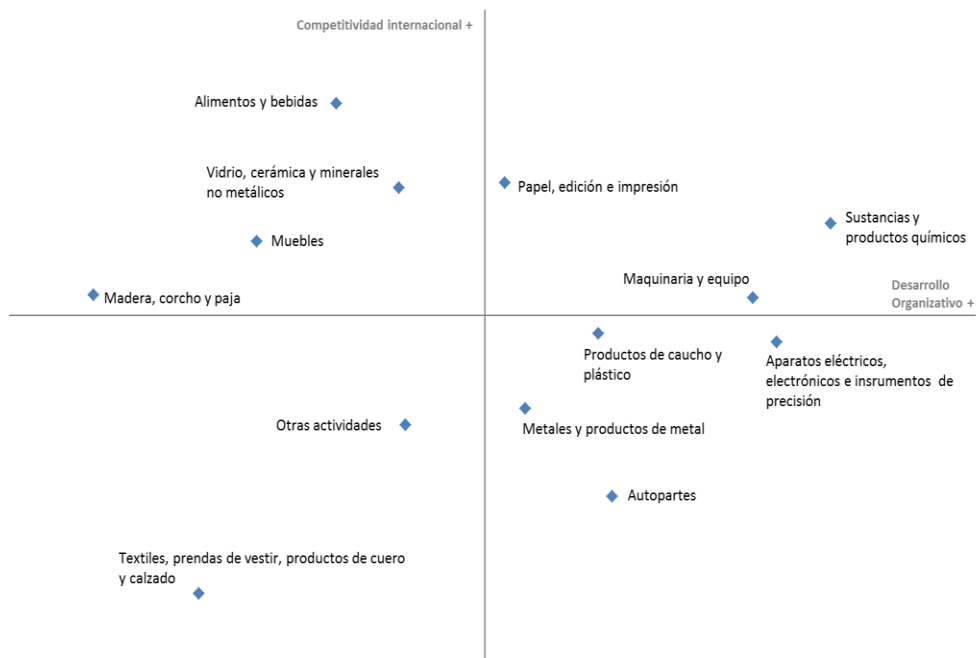 Competitividad internacional +
Alimentos y bebidas
Vidrio, cerámica y minerales
no metálicos
Papel, edición e impresión
Sustancias y
productos químicos
Muebles
Maquinaria y equipo
Desarrollo
Organizativo +
Madera, corcho y paja
Productos de caucho y
plástico
Aparatos eléctricos,
electrónicos e insrumentos de
precisión
Otras actividades
Metales y productos de metal
Autopartes
Textiles, prendas de vestir, productos de cuero
y calzado